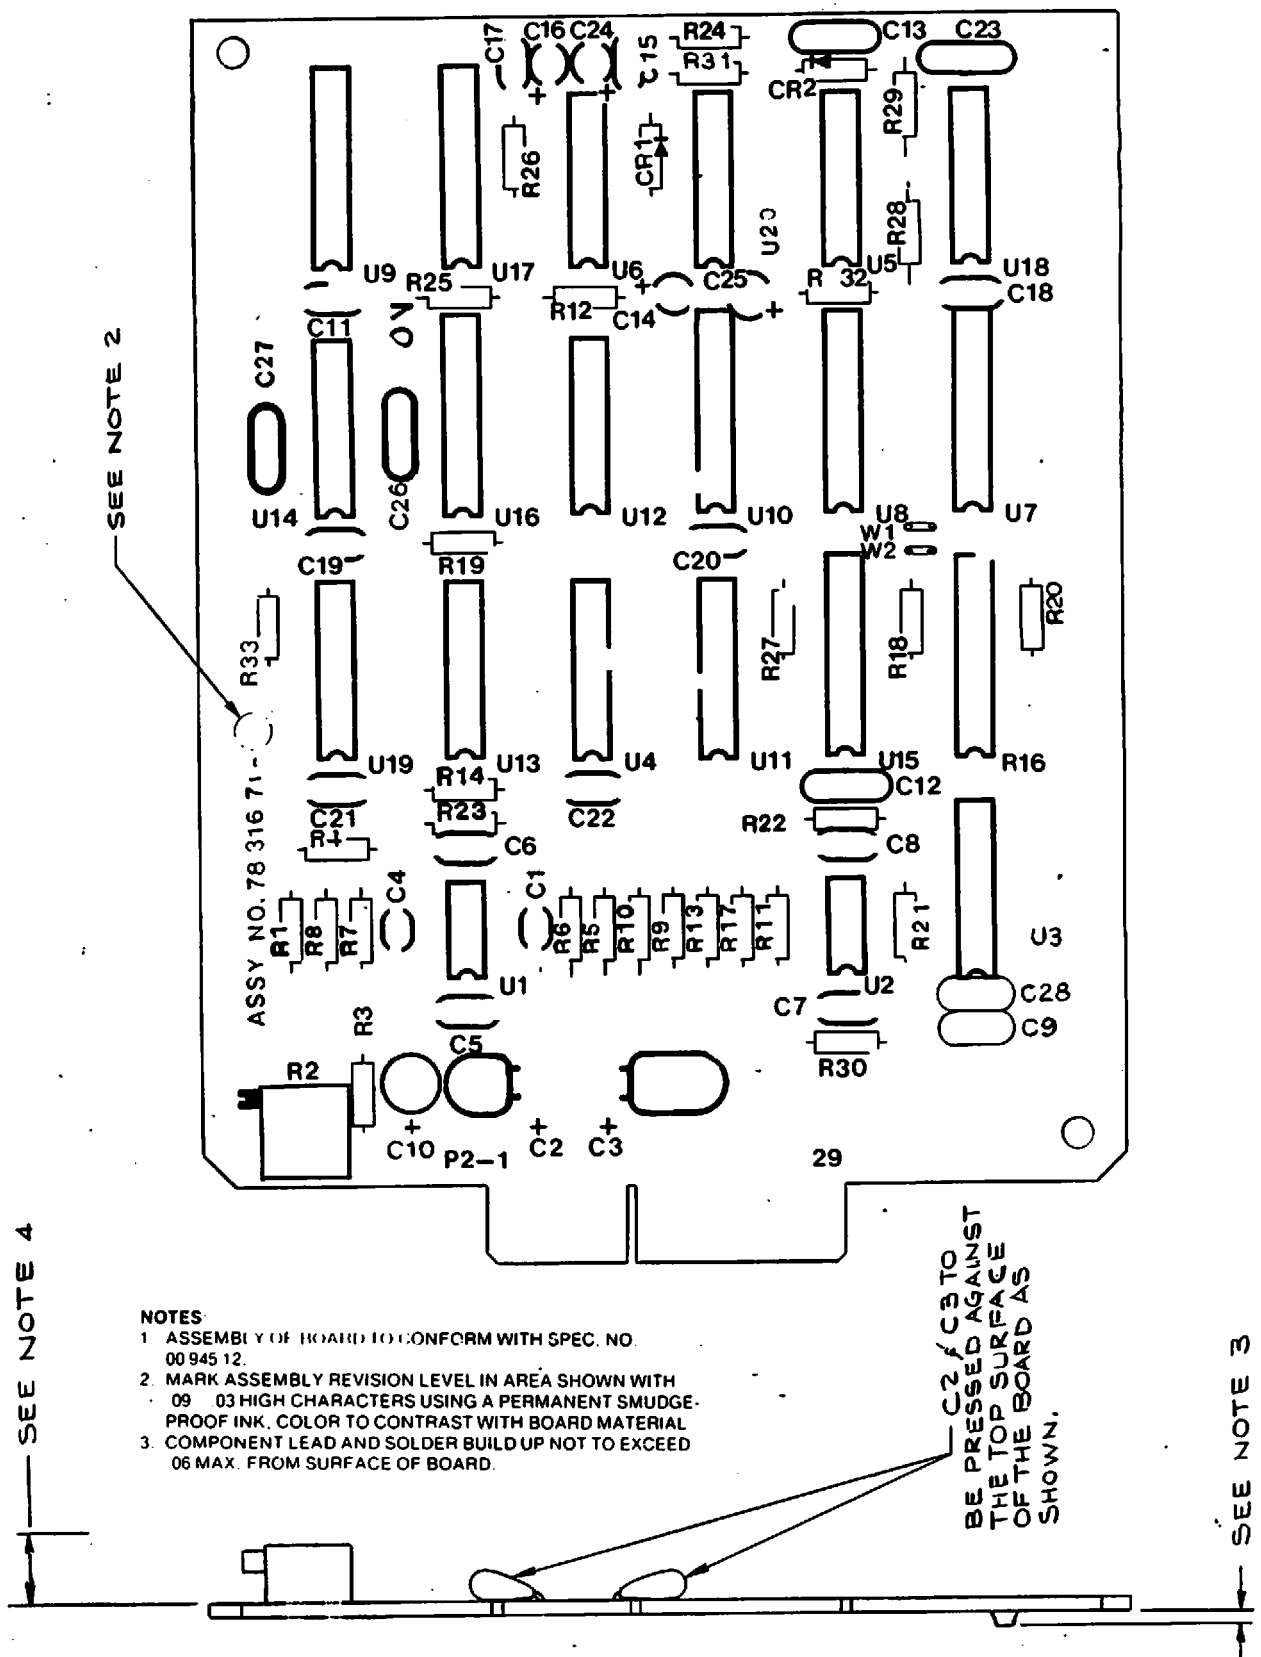 C17
C16
C24
C15
R24
R31
C13
C23
CR2
R29
R26
CR1
U20
R28
U9
R25
U17
U6
C25
R 32
U5
U18
C18
C11
R12
C14
+
+
+
+
C27
C26
SEE NOTE 2
U14
U16
U12
U10
U8
U7
W1
W2
C19
R19
C20
R33
R27
R18
R20
U19
R14
U13
U4
U11
U15
R16
C12
C21
R23
C22
R22
R4
C6
C8
ASSY NO. 78 316 71-
R1
R8
R7
C4
C1
R6
R5
R10
R9
R13
R17
R11
R21
U3
U1
U2
C28
C7
C9
R3
C5
R30
R2
+
+
+
C10
P2-1
C2
C3
29
SEE NOTE 4
NOTES
1 ASSEMBLY OF BOARD TO CONFORM WITH SPEC. NO.
00 945 12.
2. MARK ASSEMBLY REVISION LEVEL IN AREA SHOWN WITH
09 .03 HIGH CHARACTERS USING A PERMANENT SMUDGE-
PROOF INK. COLOR TO CONTRAST WITH BOARD MATERIAL
3. COMPONENT LEAD AND SOLDER BUILD UP NOT TO EXCEED
06 MAX. FROM SURFACE OF BOARD.
C2 & C3 TO
BE PRESSED AGAINST
THE TOP SURFACE
OF THE BOARD AS
SHOWN.
SEE NOTE 3